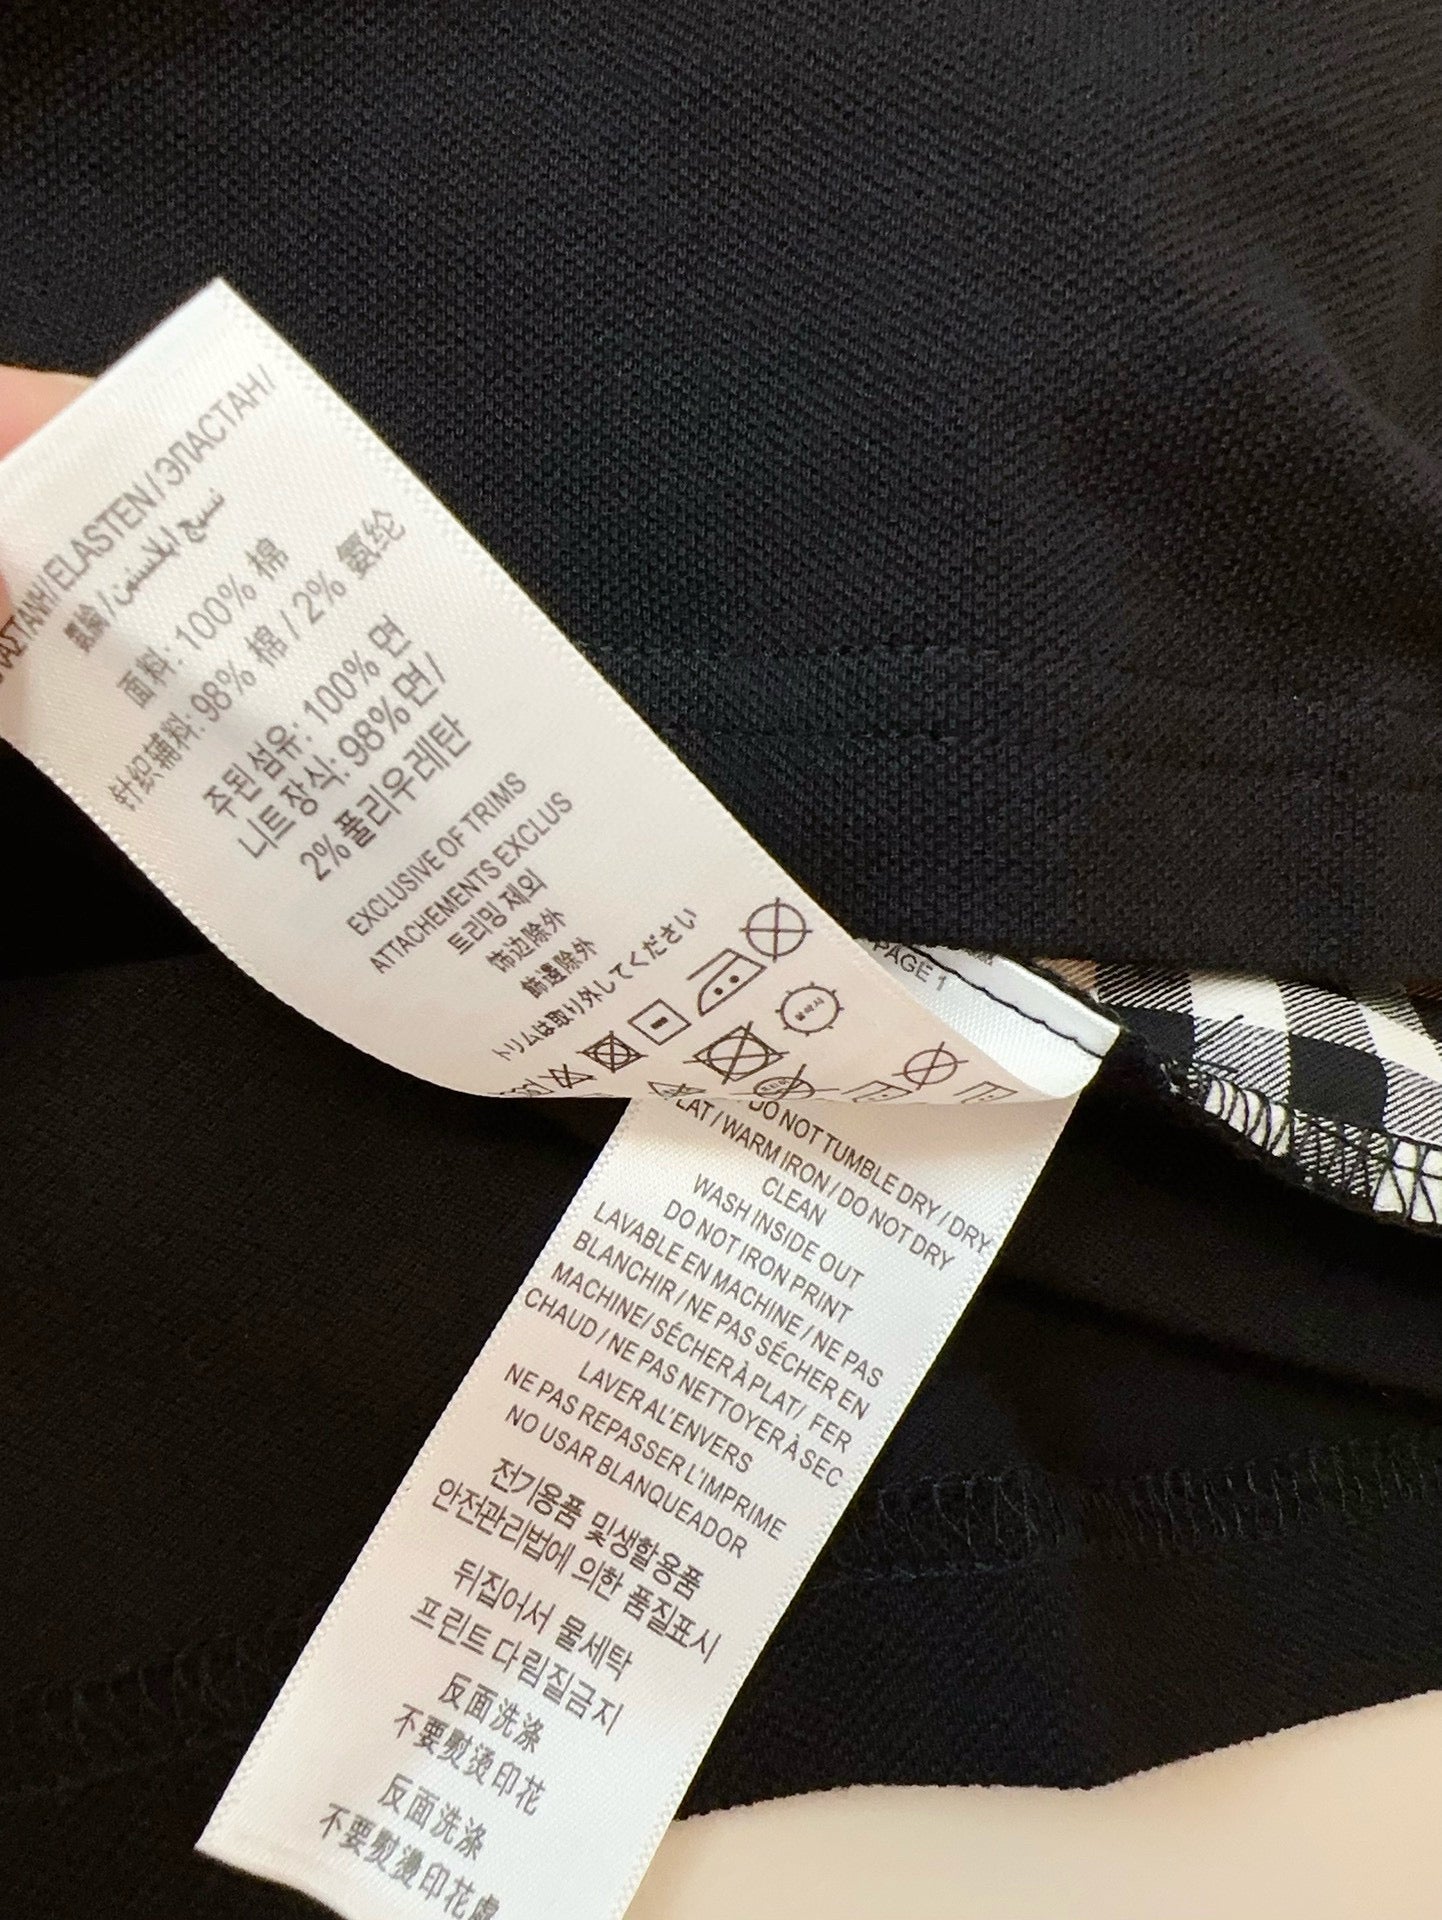 ΑΣΤΑΝΗ/ ELASTEN / ЭЛАСТАН /
نسيج ايلاستين /
面料: 100% 棉
针织辅料: 98% 棉 / 2% 氨纶
주된 섬유: 100% 면
니트 장식: 98% 면/
2% 폴리우레탄
EXCLUSIVE OF TRIMS
ATTACHEMENTS EXCLUS
트리밍 제외
饰边除外
飾邊除外
トリムは取り外してください
PAGE 1
DO NOT TUMBLE DRY / DRY
LAT / WARM IRON / DO NOT DRY
CLEAN
WASH INSIDE OUT
DO NOT IRON PRINT
LAVABLE EN MACHINE / NE PAS
BLANCHIR / NE PAS SÉCHER EN
MACHINE/ SÉCHER À PLAT/ FER
CHAUD / NE PAS NETTOYER À SEC
LAVER AL'ENVERS
NE PAS REPASSER L'IMPRIME
NO USAR BLANQUEADOR
전기용품 및생활용품
안전관리법에 의한 품질표시
뒤집어서 물세탁
프린트 다림질금지
反面洗涤
不要熨烫印花
反面洗滌
不要熨燙印花處